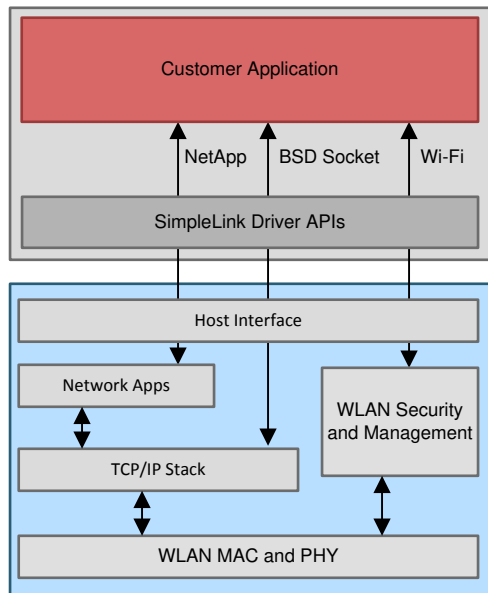 Customer Application
NetApp
BSD Socket
Wi-Fi
SimpleLink Driver APIs
Host Interface
Network Apps
WLAN Security
and Management
TCP/IP Stack
WLAN MAC and PHY